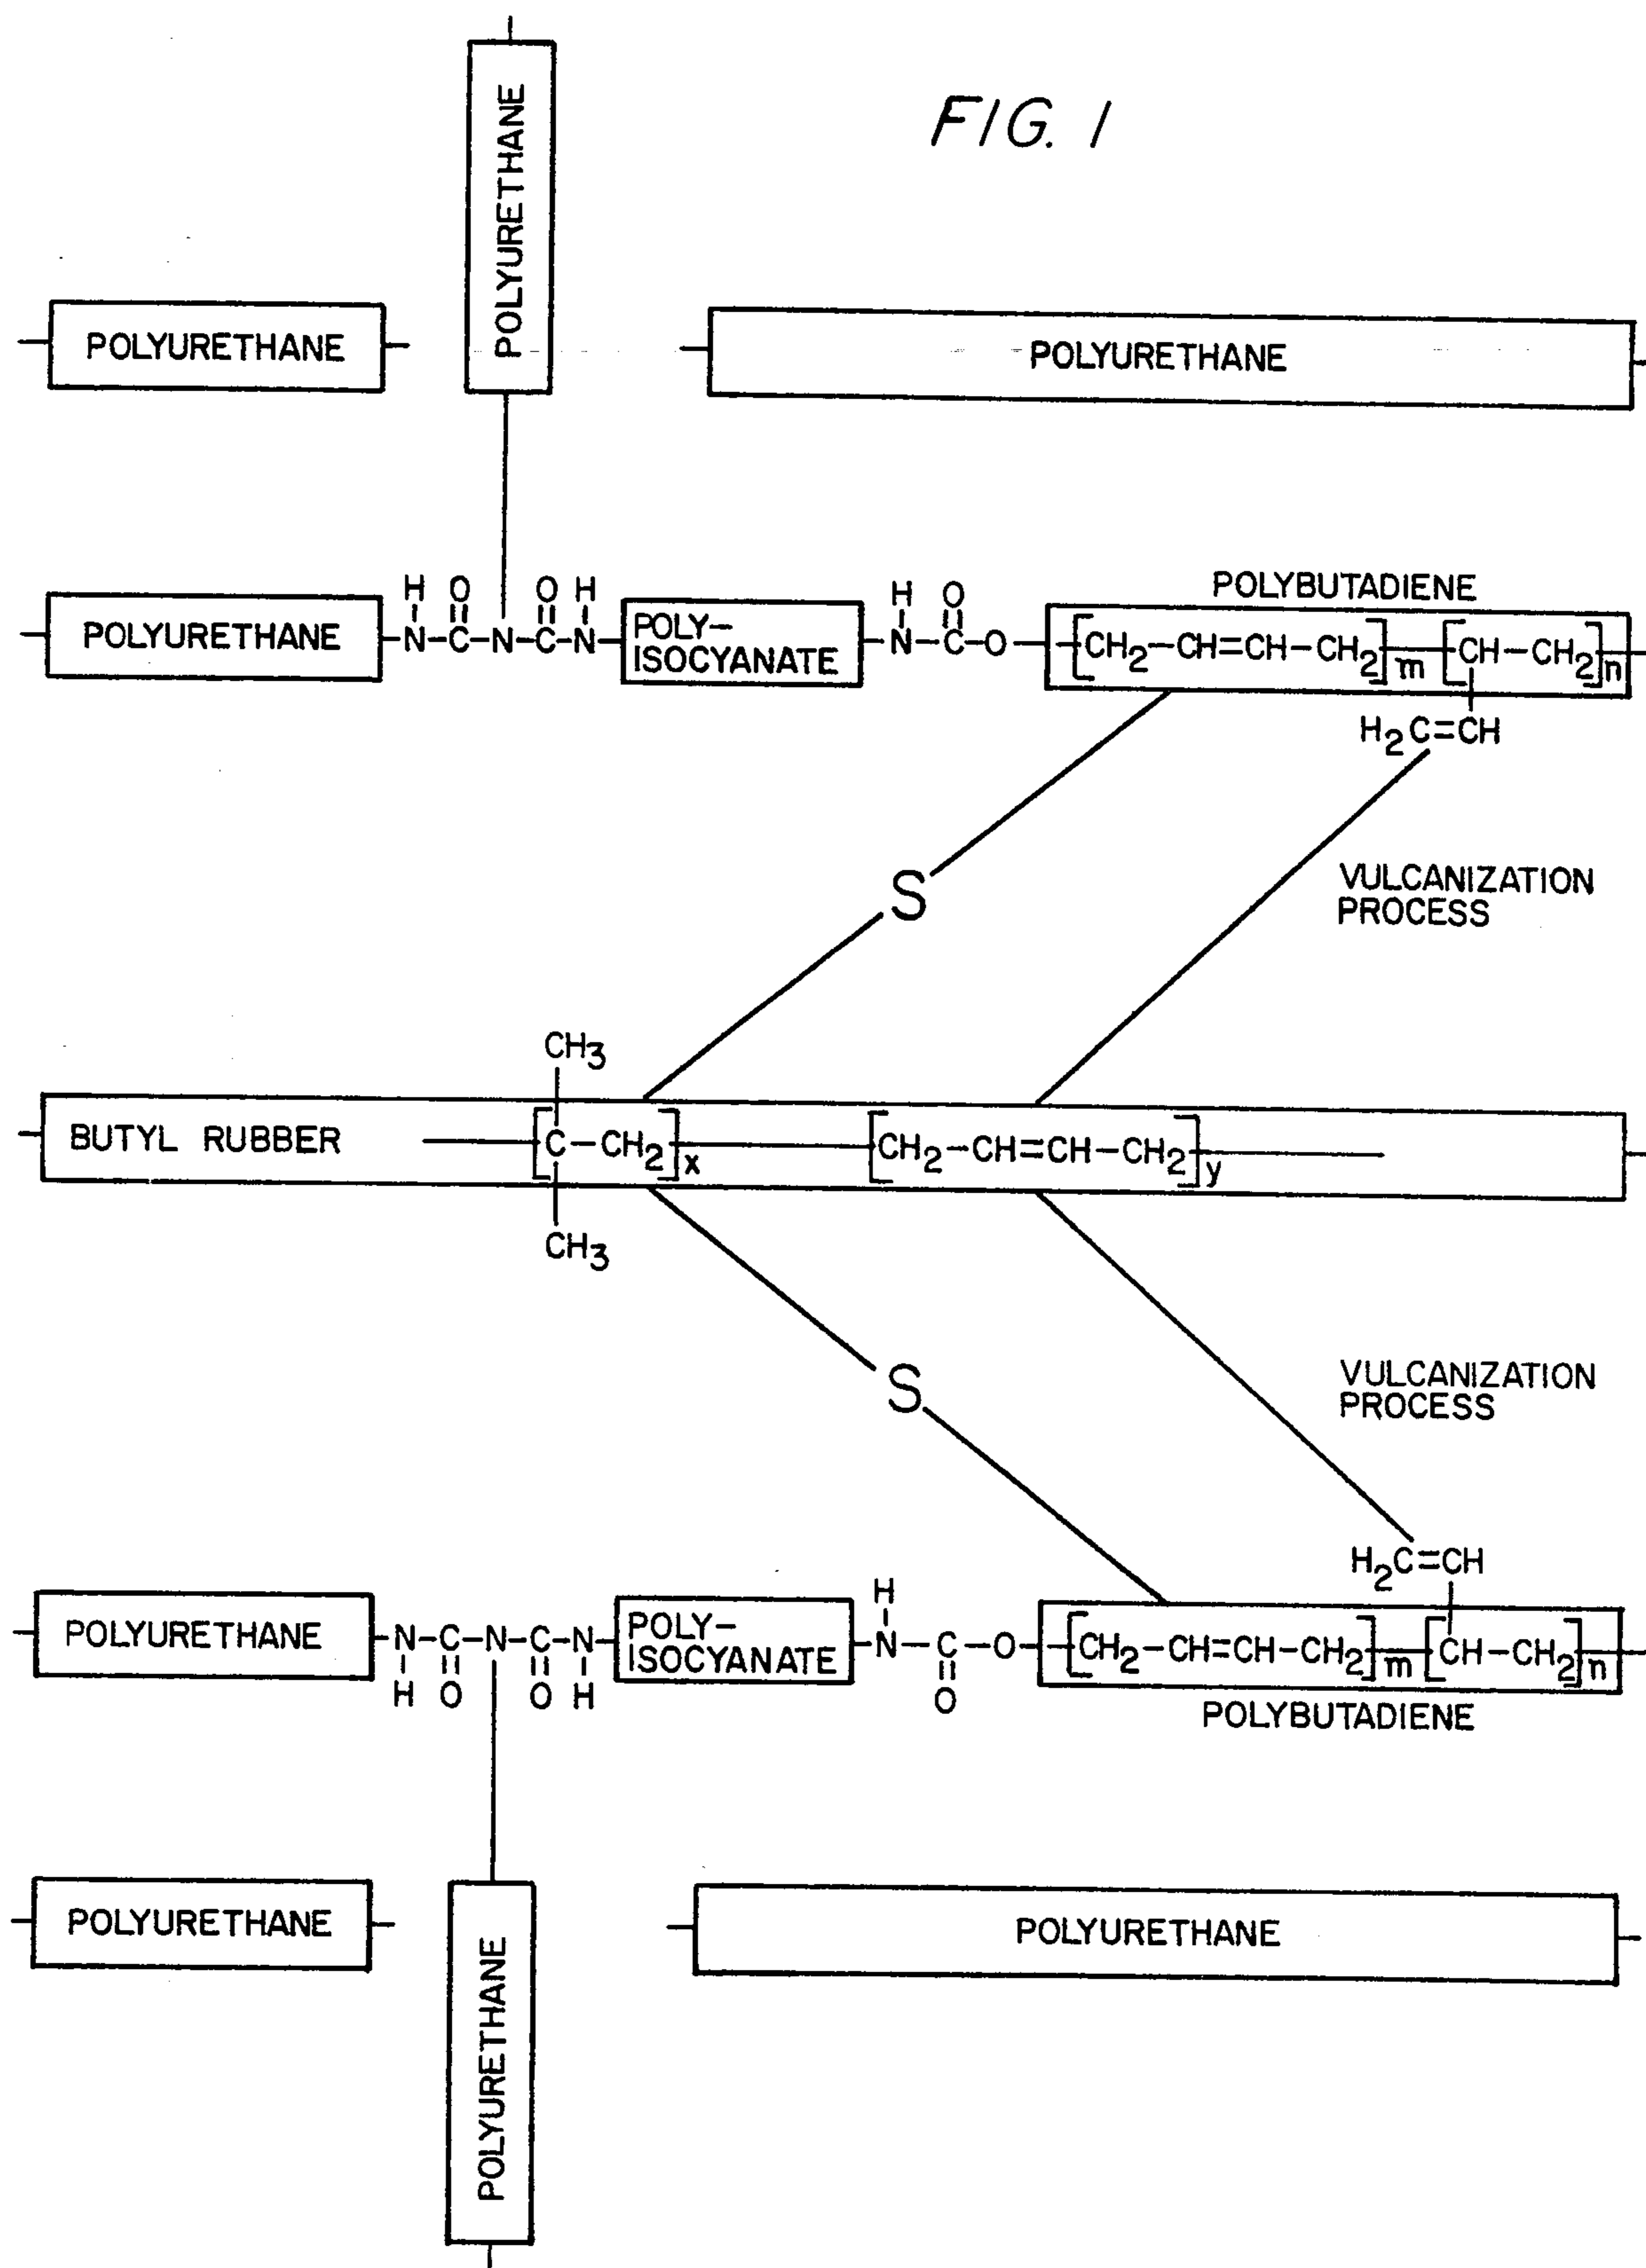 FIG. 1
POLYURETHANE
POLYURETHANE
POLYURETHANE
H O O H
H O
POLYBUTADIENE
POLYURETHANE
-N-C-N-C-N-
POLY-
ISOCYANATE
-N-C-O-
-[CH2-CH=CH-CH2]m-[CH-CH2]n-
H2C=CH
S
VULCANIZATION
PROCESS
CH3
BUTYL RUBBER
[C-CH2]x
[CH2-CH=CH-CH2]y
CH3
S
VULCANIZATION
PROCESS
H2C=CH
H
POLYURETHANE
-N-C-N-C-N-
POLY-
ISOCYANATE
-N-C-O-
-[CH2-CH=CH-CH2]m-[CH-CH2]n-
H O O H
O
POLYBUTADIENE
POLYURETHANE
POLYURETHANE
POLYURETHANE